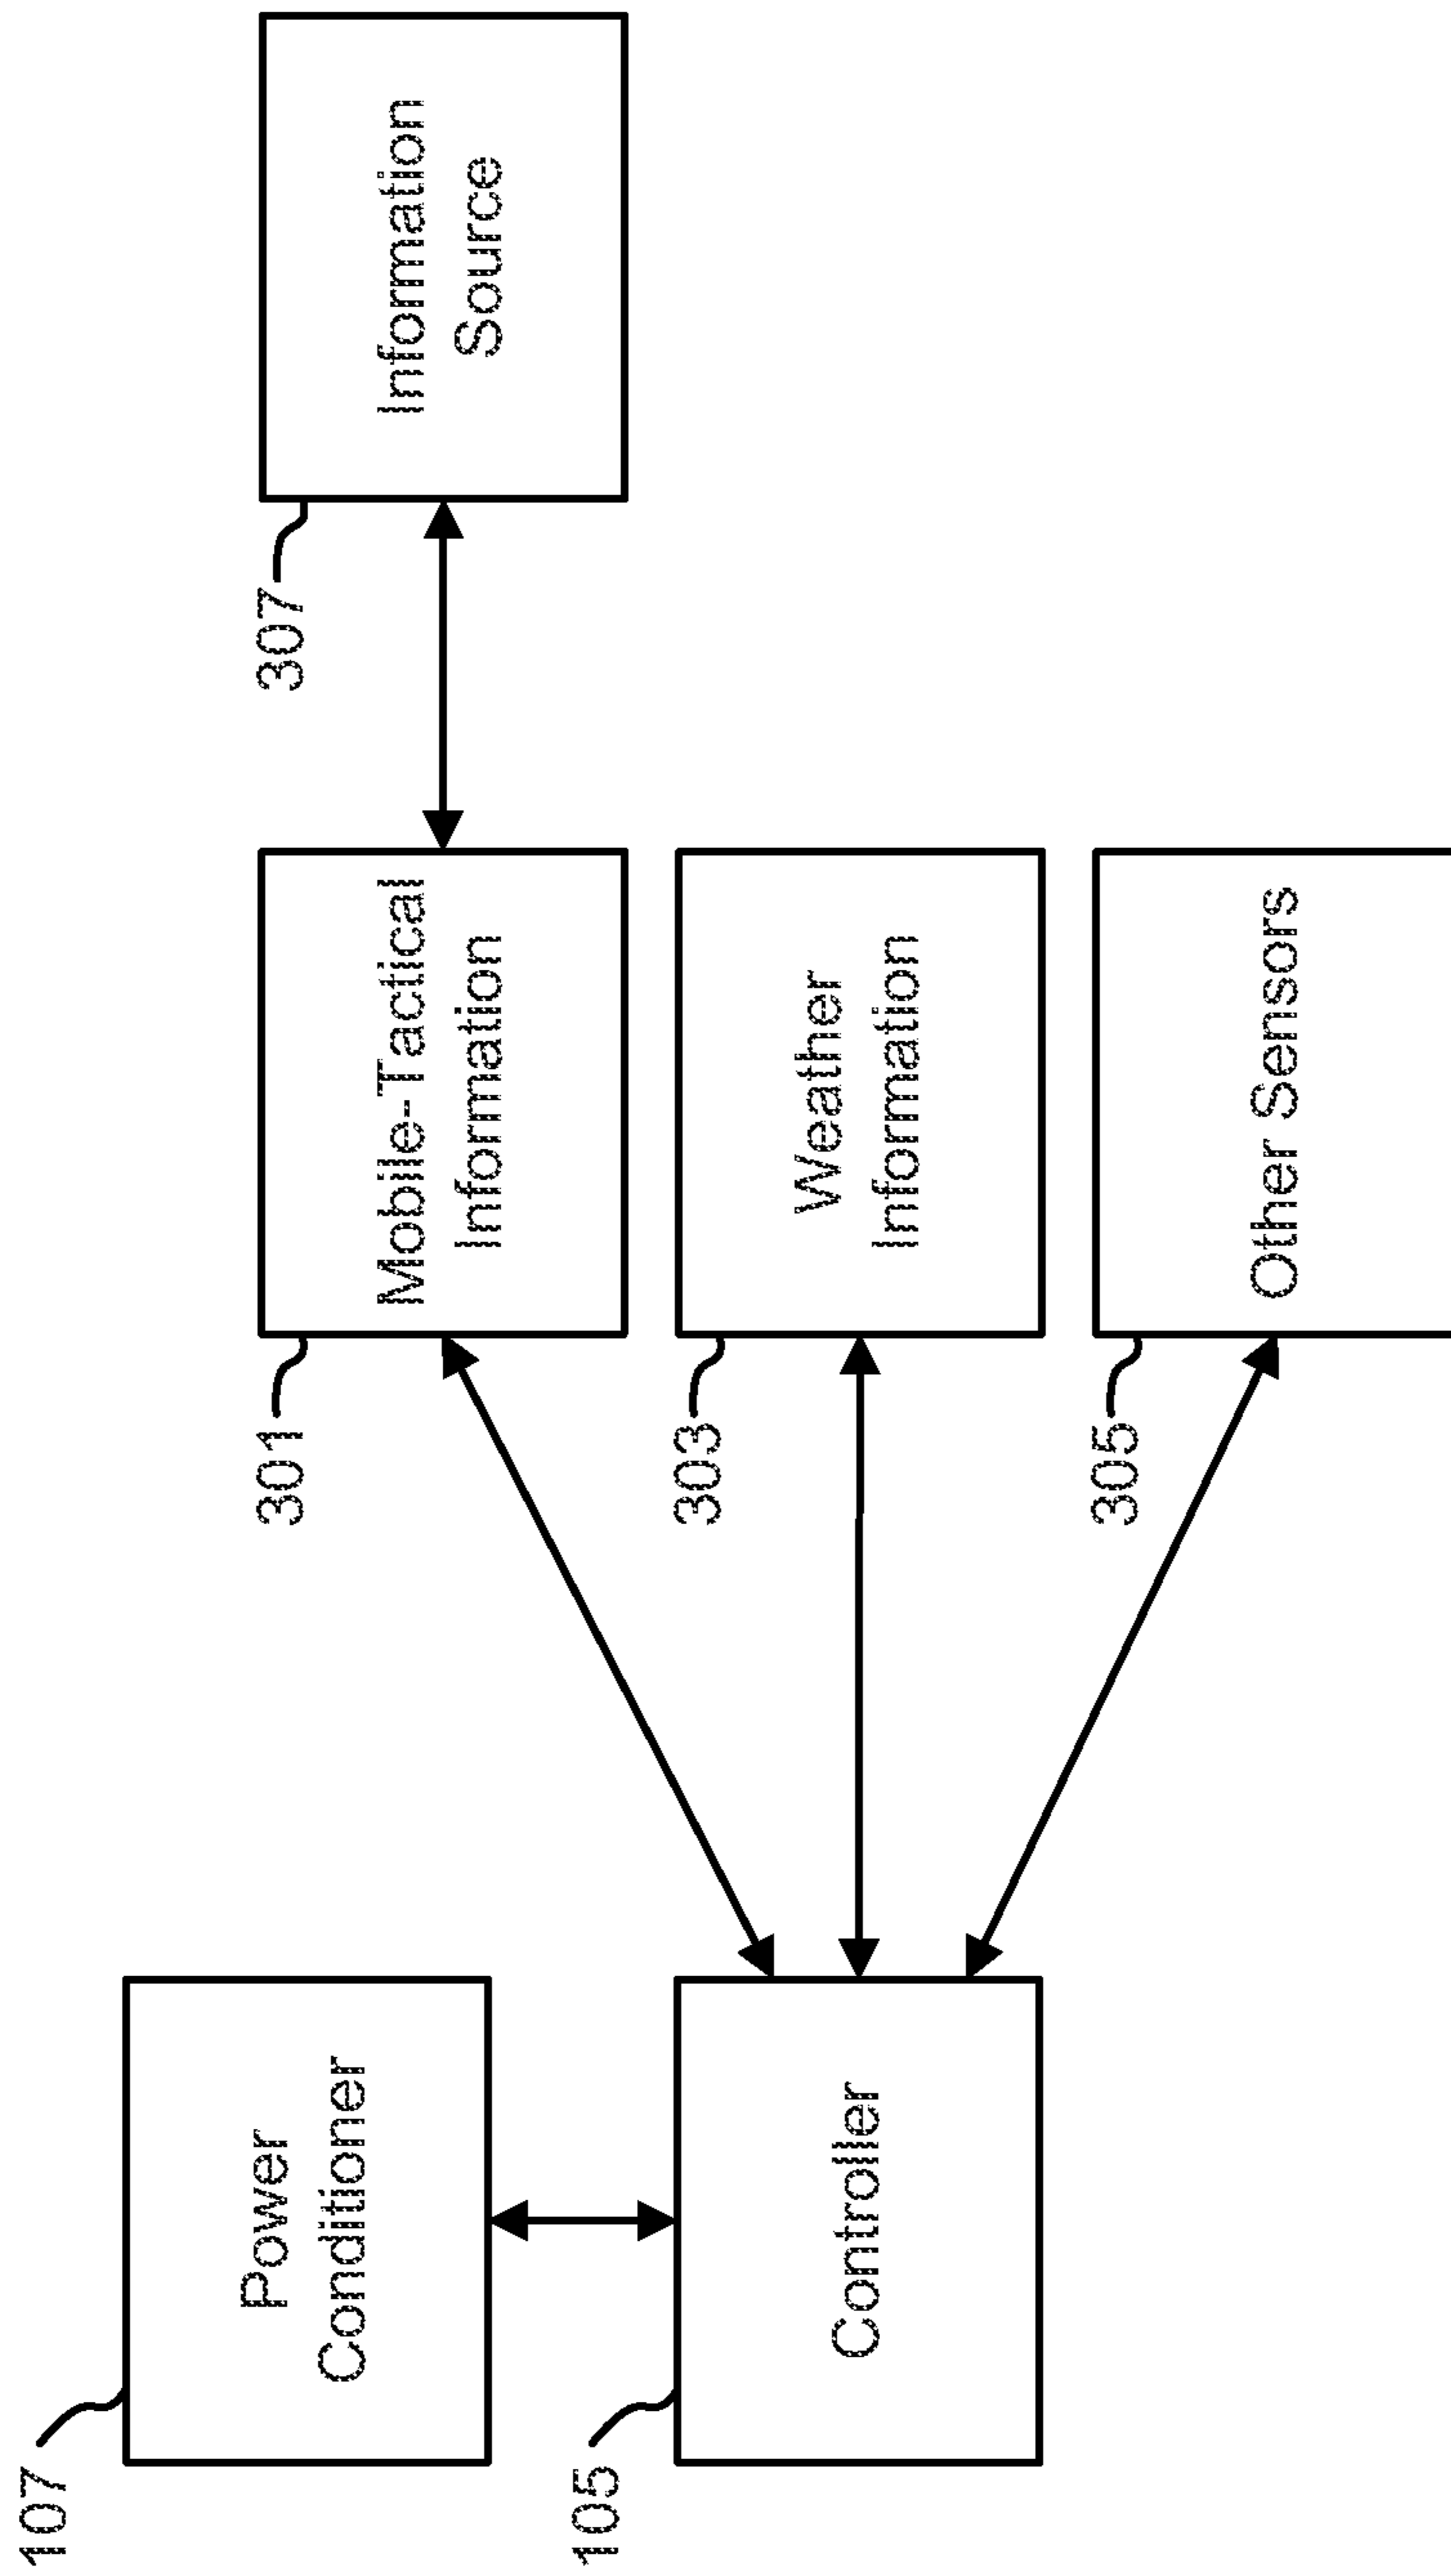 107
Power
Conditioner
105
Controller
301
Mobile-Tactical
Information
303
Weather
Information
305
Other Sensors
307
Information
Source